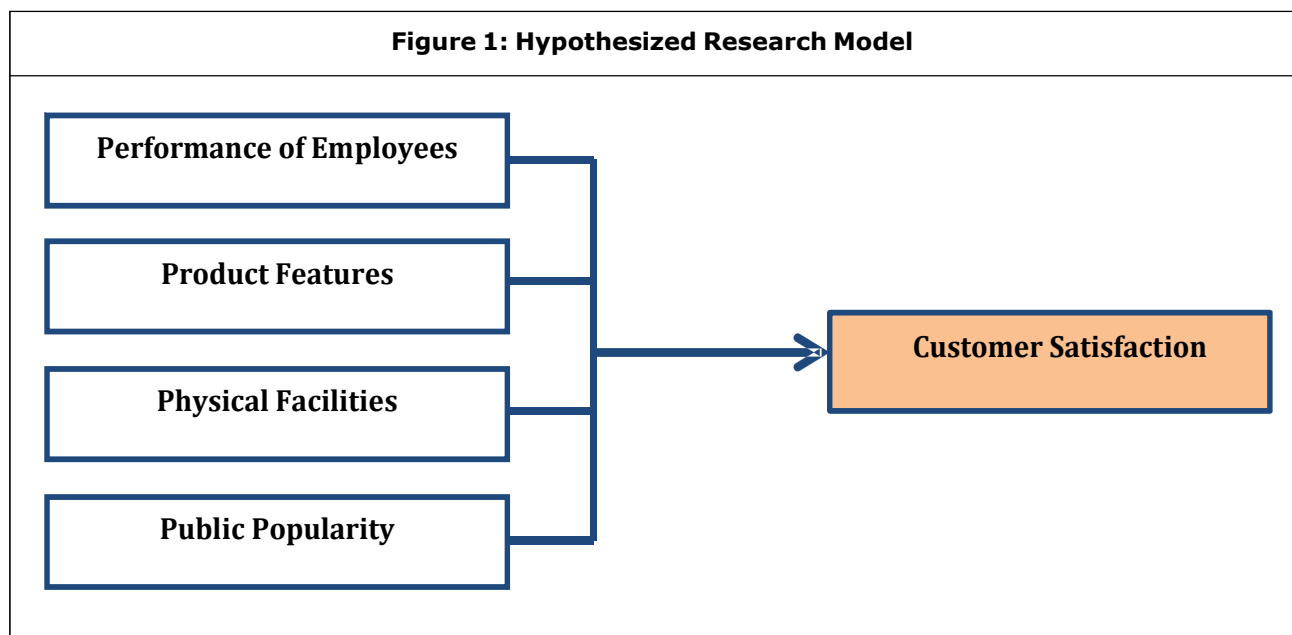 Figure 1: Hypothesized Research Model
Performance of Employees
Product Features
Physical Facilities
Public Popularity
Customer Satisfaction